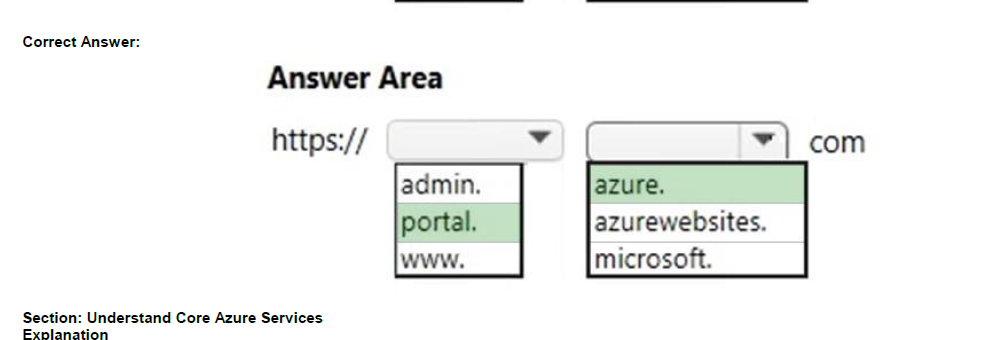 Correct Answer:
Answer Area
https:// com
admin. azure.
portal. azurewebsites.
www. microsoft.
Section: Understand Core Azure Services
Explanation